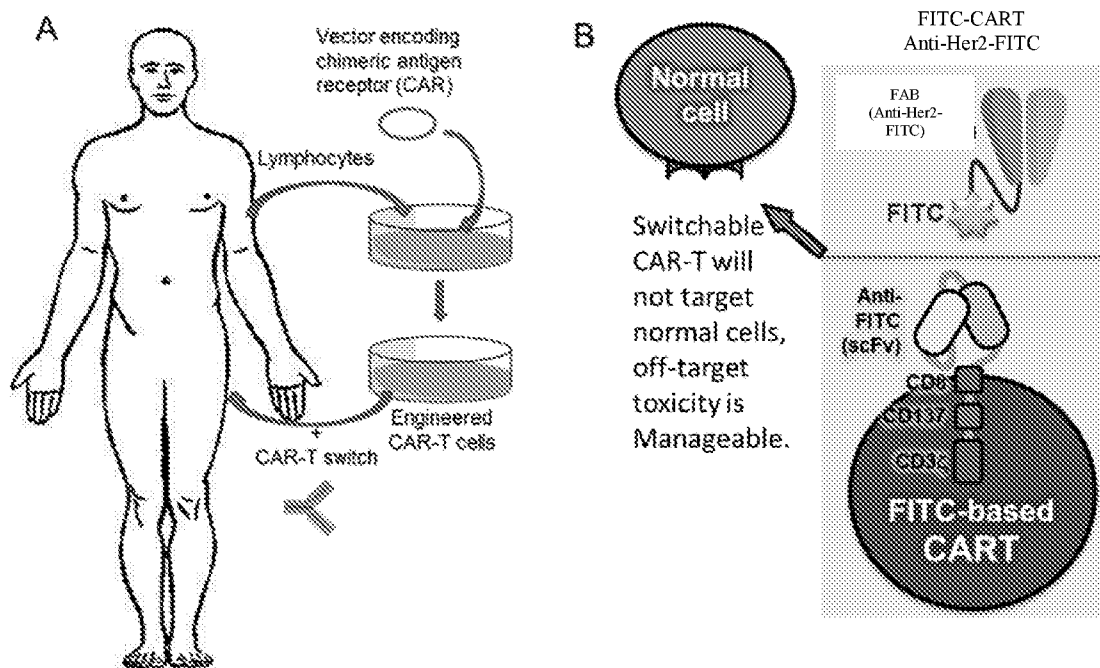 A
Vector encoding
chimeric antigen
receptor (CAR)
Lymphocytes
Engineered
CAR-T cells
+
CAR-T switch
B
Normal
cell
Switchable
CAR-T will
not target
normal cells,
off-target
toxicity is
Manageable.
FITC-CART
Anti-Her2-FITC
FAB
(Anti-Her2-
FITC)
FITC
Anti-
FITC
(scFv)
CD8
CD137
CD3ζ
FITC-based
CART